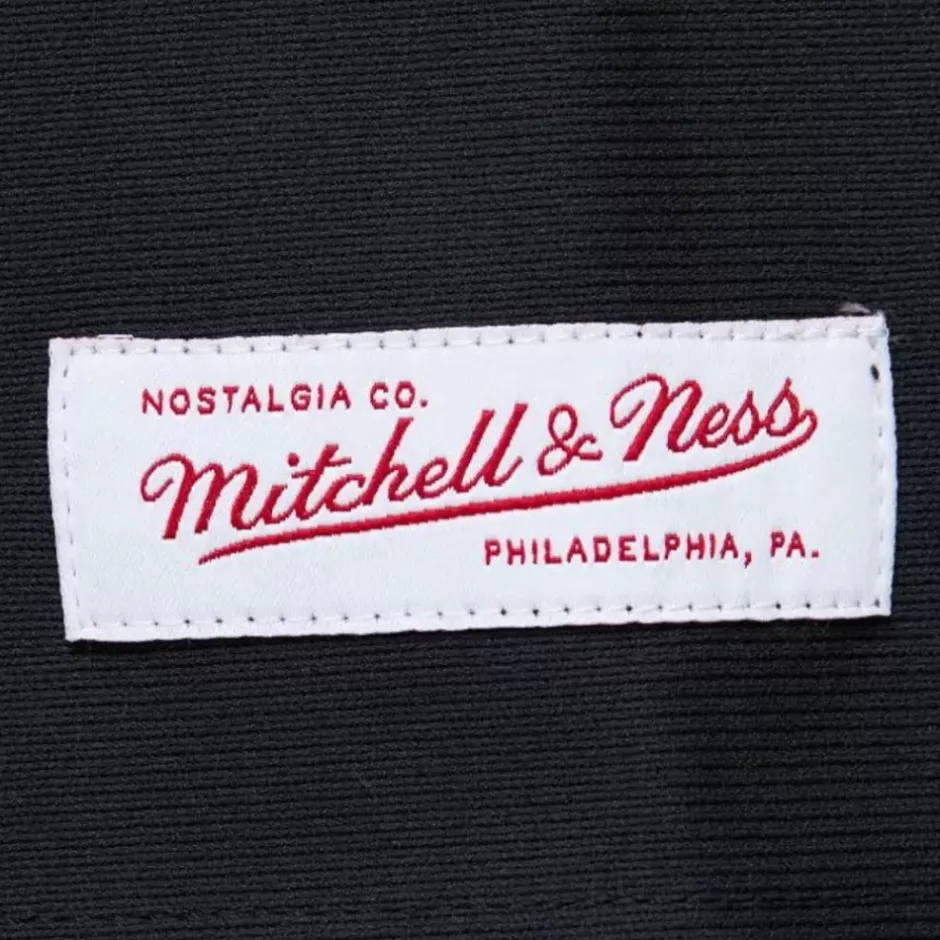 NOSTALGIA CO.
Mitchell & Ness
PHILADELPHIA, PA.